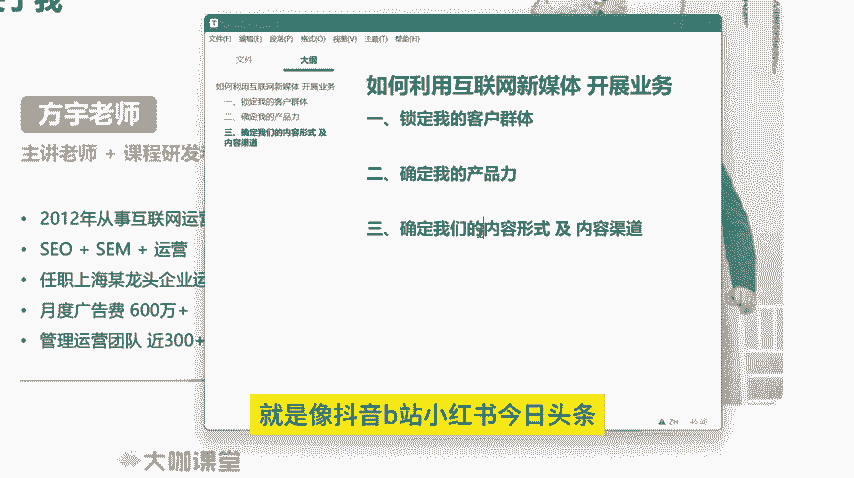 方宇老师
主讲老师 + 课程研发
• 2012年从事互联网运营
• SEO + SEM + 运营
• 任职上海某龙头企业运
• 月度广告费 600万+
• 管理运营团队 近300+
大咖课堂
T
文件(F) 编辑(E) 段落(P) 格式(O) 视图(V) 主题(T) 帮助(H)
文件 大纲
如何利用互联网新媒体 开展业务
一、锁定我的客户群体
二、确定我的产品力
三、确定我们的内容形式 及
内容渠道
如何利用互联网新媒体 开展业务
一、锁定我的客户群体
二、确定我的产品力
三、确定我们的内容形式 及 内容渠道
就是像抖音b站小红书今日头条